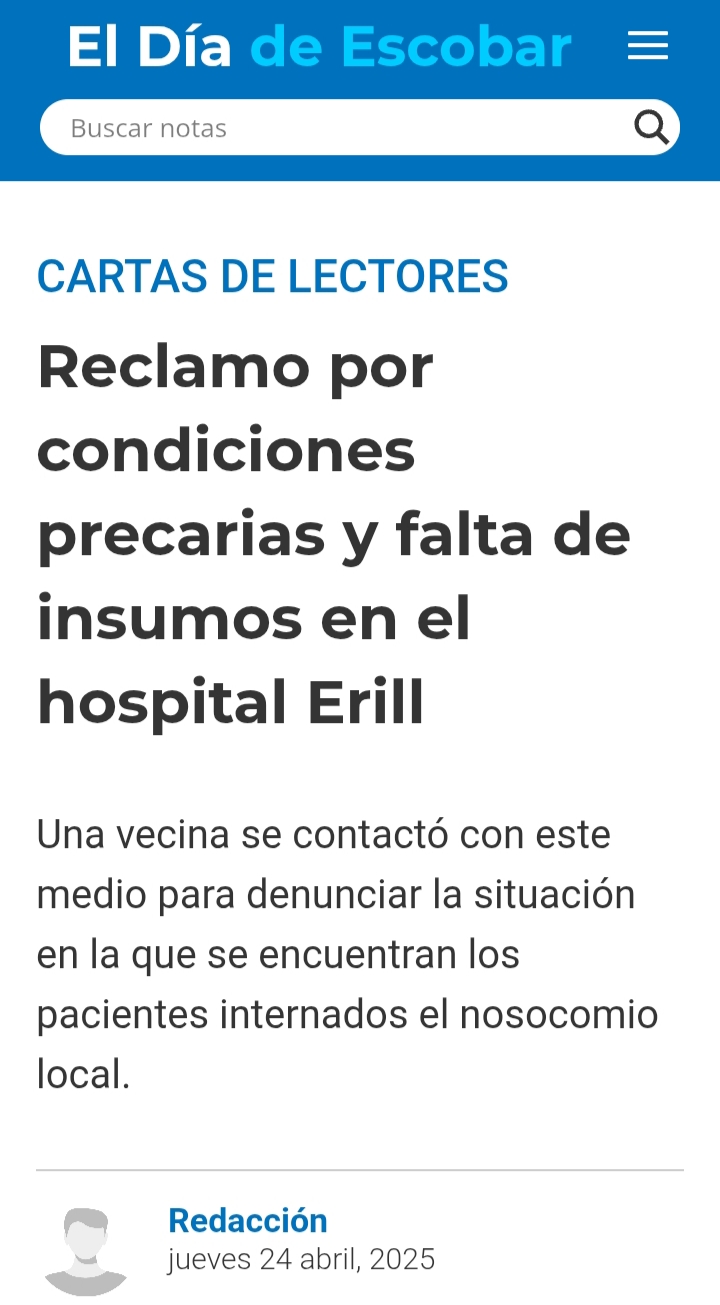 El Día de Escobar
Buscar notas
CARTAS DE LECTORES
Reclamo por
condiciones
precarias y falta de
insumos en el
hospital Erill
Una vecina se contactó con este
medio para denunciar la situación
en la que se encuentran los
pacientes internados el nosocomio
local.
Redacción
jueves 24 abril, 2025